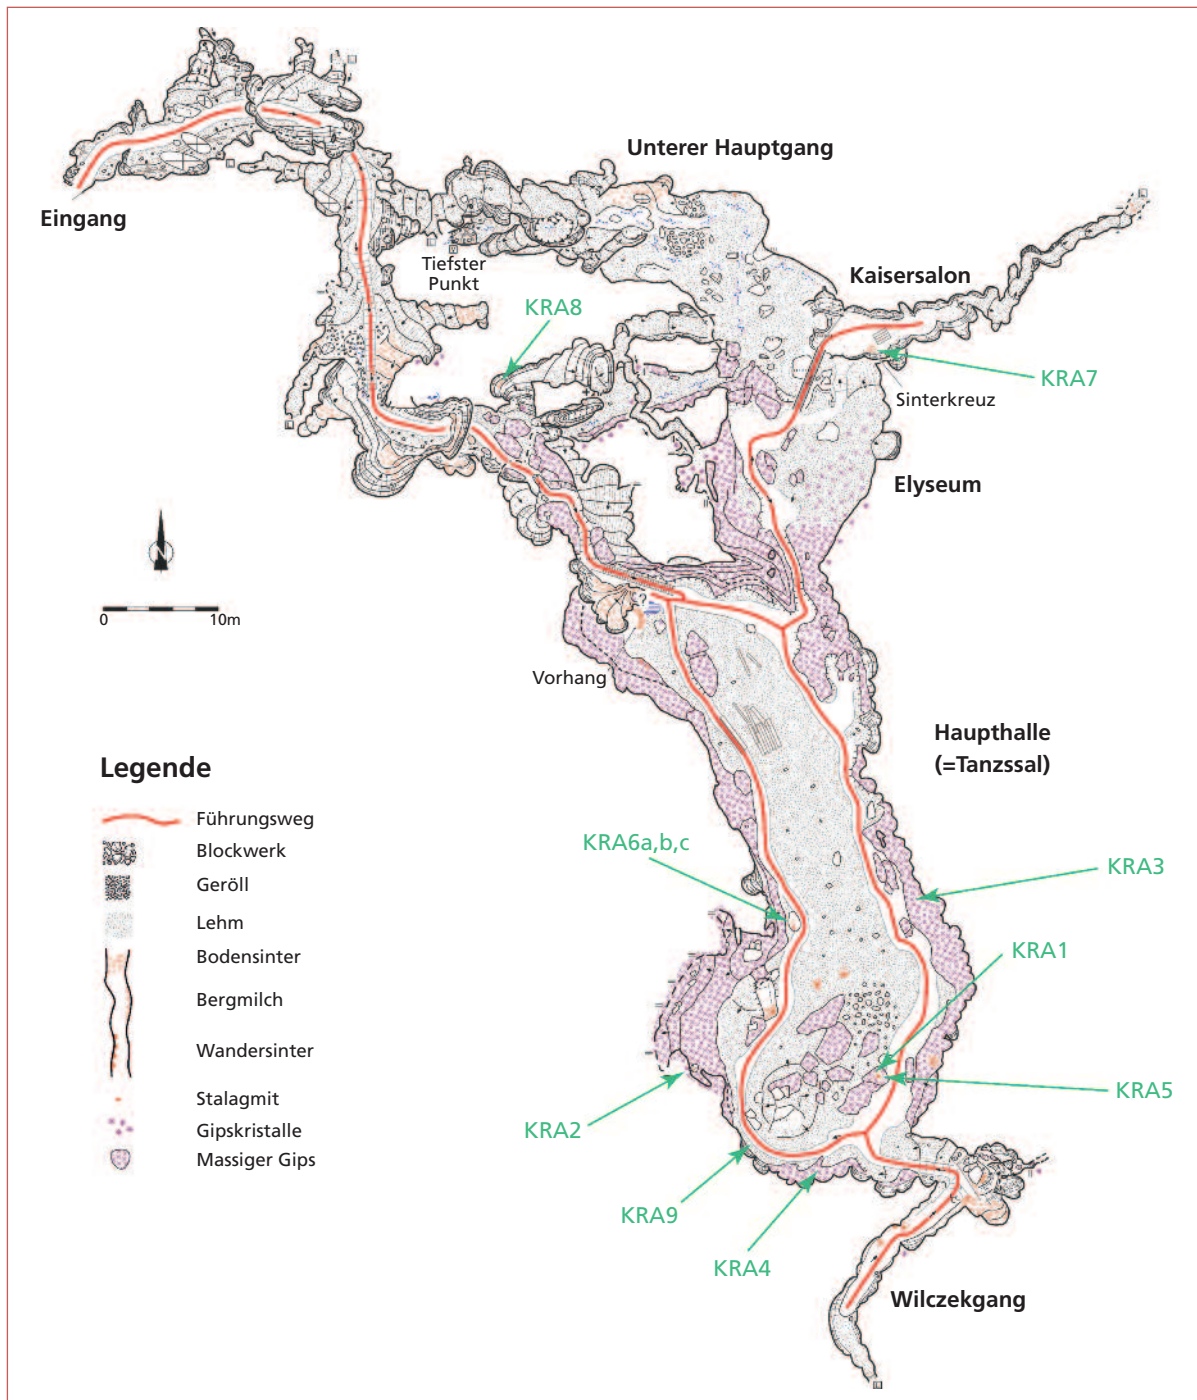 Unterer Hauptgang
Eingang
Tiefster
Punkt
Kaisersalon
KRA8
KRA7
Sinterkreuz
Elyseum
N
0 10m
?
Vorhang
Haupthalle
(=Tanzssal)
Legende
Führungsweg
Blockwerk
Geröll
Lehm
Bodensinter
Bergmilch
Wandersinter
Stalagmit
Gipskristalle
Massiger Gips
KRA6a,b,c
KRA3
KRA1
KRA5
KRA2
KRA9
KRA4
Wilczekgang